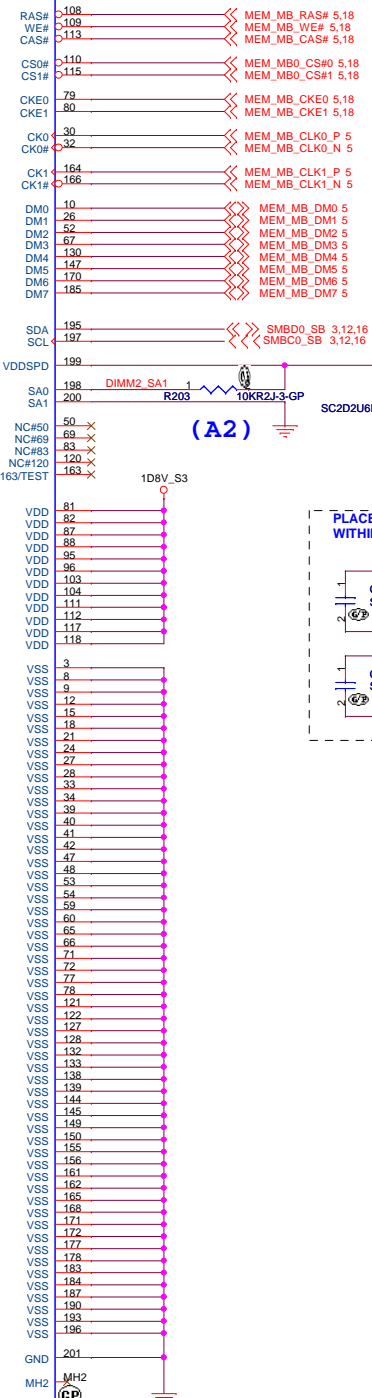 RAS# 108 MEM_MB_RAS# 5,18
WE# 109 MEM_MB_WE# 5,18
CAS# 113 MEM_MB_CAS# 5,18
CS0# 110 MEM_MB0_CS#0 5,18
CS1# 115 MEM_MB0_CS#1 5,18
CKE0 79 MEM_MB_CKE0 5,18
CKE1 80 MEM_MB_CKE1 5,18
CK0 30 MEM_MB_CLK0_P 5
CK0# 32 MEM_MB_CLK0_N 5
CK1 164 MEM_MB_CLK1_P 5
CK1# 166 MEM_MB_CLK1_N 5
DM0 10 MEM_MB_DM0 5
DM1 26 MEM_MB_DM1 5
DM2 52 MEM_MB_DM2 5
DM3 67 MEM_MB_DM3 5
DM4 130 MEM_MB_DM4 5
DM5 147 MEM_MB_DM5 5
DM6 170 MEM_MB_DM6 5
DM7 185 MEM_MB_DM7 5
SDA 195 SMBD0_SB 3,12,16
SCL 197 SMBC0_SB 3,12,16
VDDSPD 199
SA0 198 DIMM2_SA1 1
SA1 200 R203 10KR2J-3-GP
SC2D2U6
(A2)
NC#50 50
NC#69 69
NC#83 83
NC#120 120
163/TEST 163
1D8V_S3
VDD 81
VDD 82
VDD 87
VDD 88
VDD 95
VDD 96
VDD 103
VDD 104
VDD 111
VDD 112
VDD 117
VDD 118
PLACE
WITHI
1
2
G/P
1
2
G/P
VSS 3
VSS 8
VSS 9
VSS 12
VSS 15
VSS 18
VSS 21
VSS 24
VSS 27
VSS 28
VSS 33
VSS 34
VSS 39
VSS 40
VSS 41
VSS 42
VSS 47
VSS 48
VSS 53
VSS 54
VSS 59
VSS 60
VSS 65
VSS 66
VSS 71
VSS 72
VSS 77
VSS 78
VSS 121
VSS 122
VSS 127
VSS 128
VSS 132
VSS 133
VSS 138
VSS 139
VSS 144
VSS 145
VSS 149
VSS 150
VSS 155
VSS 156
VSS 161
VSS 162
VSS 165
VSS 168
VSS 171
VSS 172
VSS 177
VSS 178
VSS 183
VSS 184
VSS 187
VSS 190
VSS 193
VSS 196
GND 201
MH2 MH2
GP